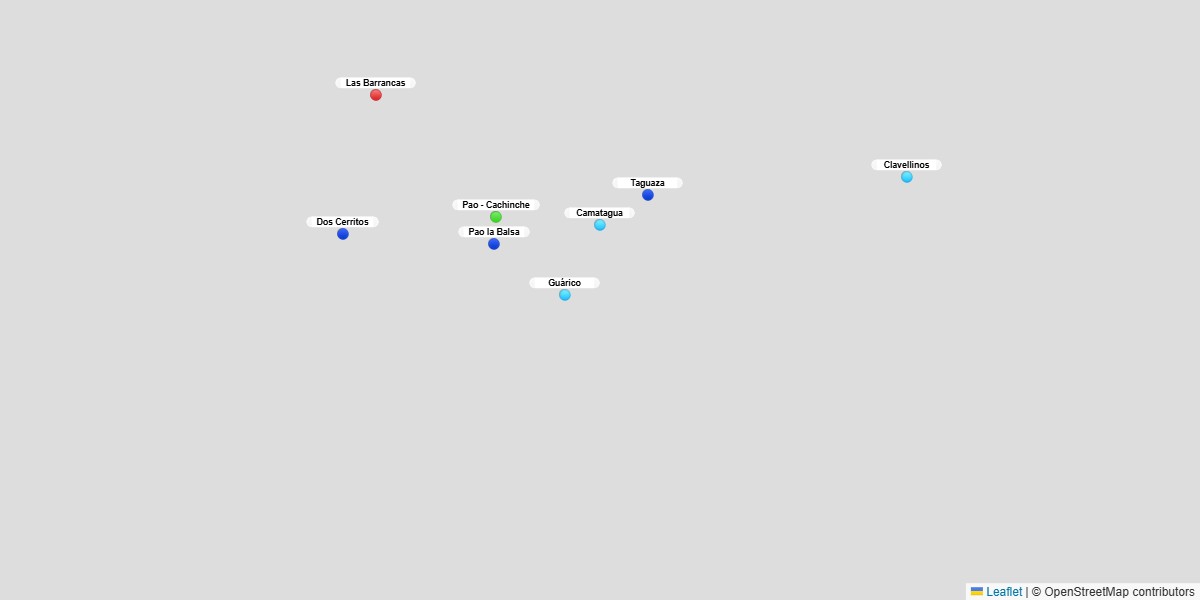 Las Barrancas
Clavellinos
Taguaza
Pao - Cachinche
Camatagua
Dos Cerritos
Pao la Balsa
Guárico
Leaflet | © OpenStreetMap contributors